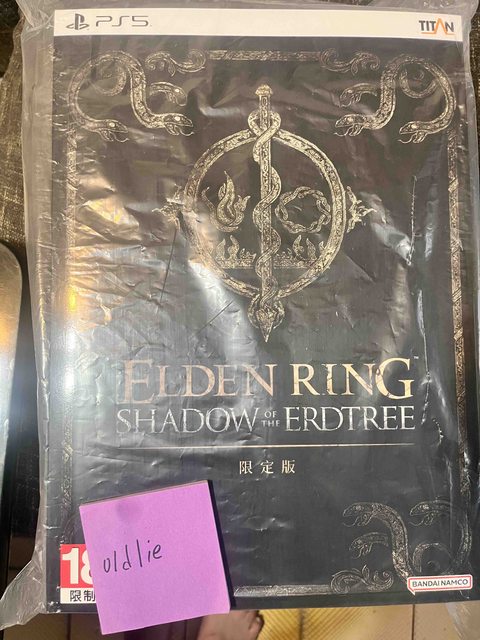 PS5
TITAN
ELDEN RING
SHADOW OF THE ERDTREE
限定版
oldlie
18
限制
BANDAI NAMCO